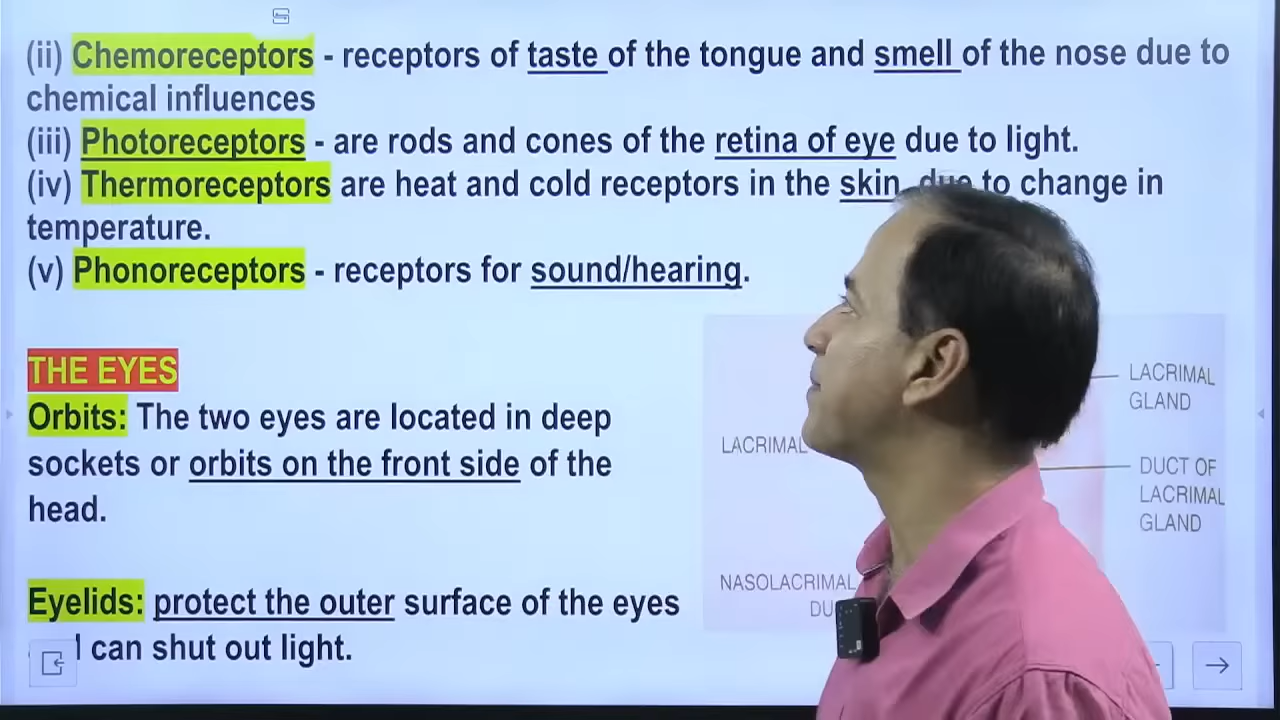 (ii) Chemoreceptors - receptors of taste of the tongue and smell of the nose due to
chemical influences
(iii) Photoreceptors - are rods and cones of the retina of eye due to light.
(iv) Thermoreceptors are heat and cold receptors in the skin due to change in
temperature.
(v) Phonoreceptors - receptors for sound/hearing.
THE EYES
Orbits: The two eyes are located in deep
sockets or orbits on the front side of the
head.
Eyelids: protect the outer surface of the eyes
can shut out light.
LACRIMAL
GLAND
LACRIMAL
DUCT OF
LACRIMAL
GLAND
NASOLACRIMAL